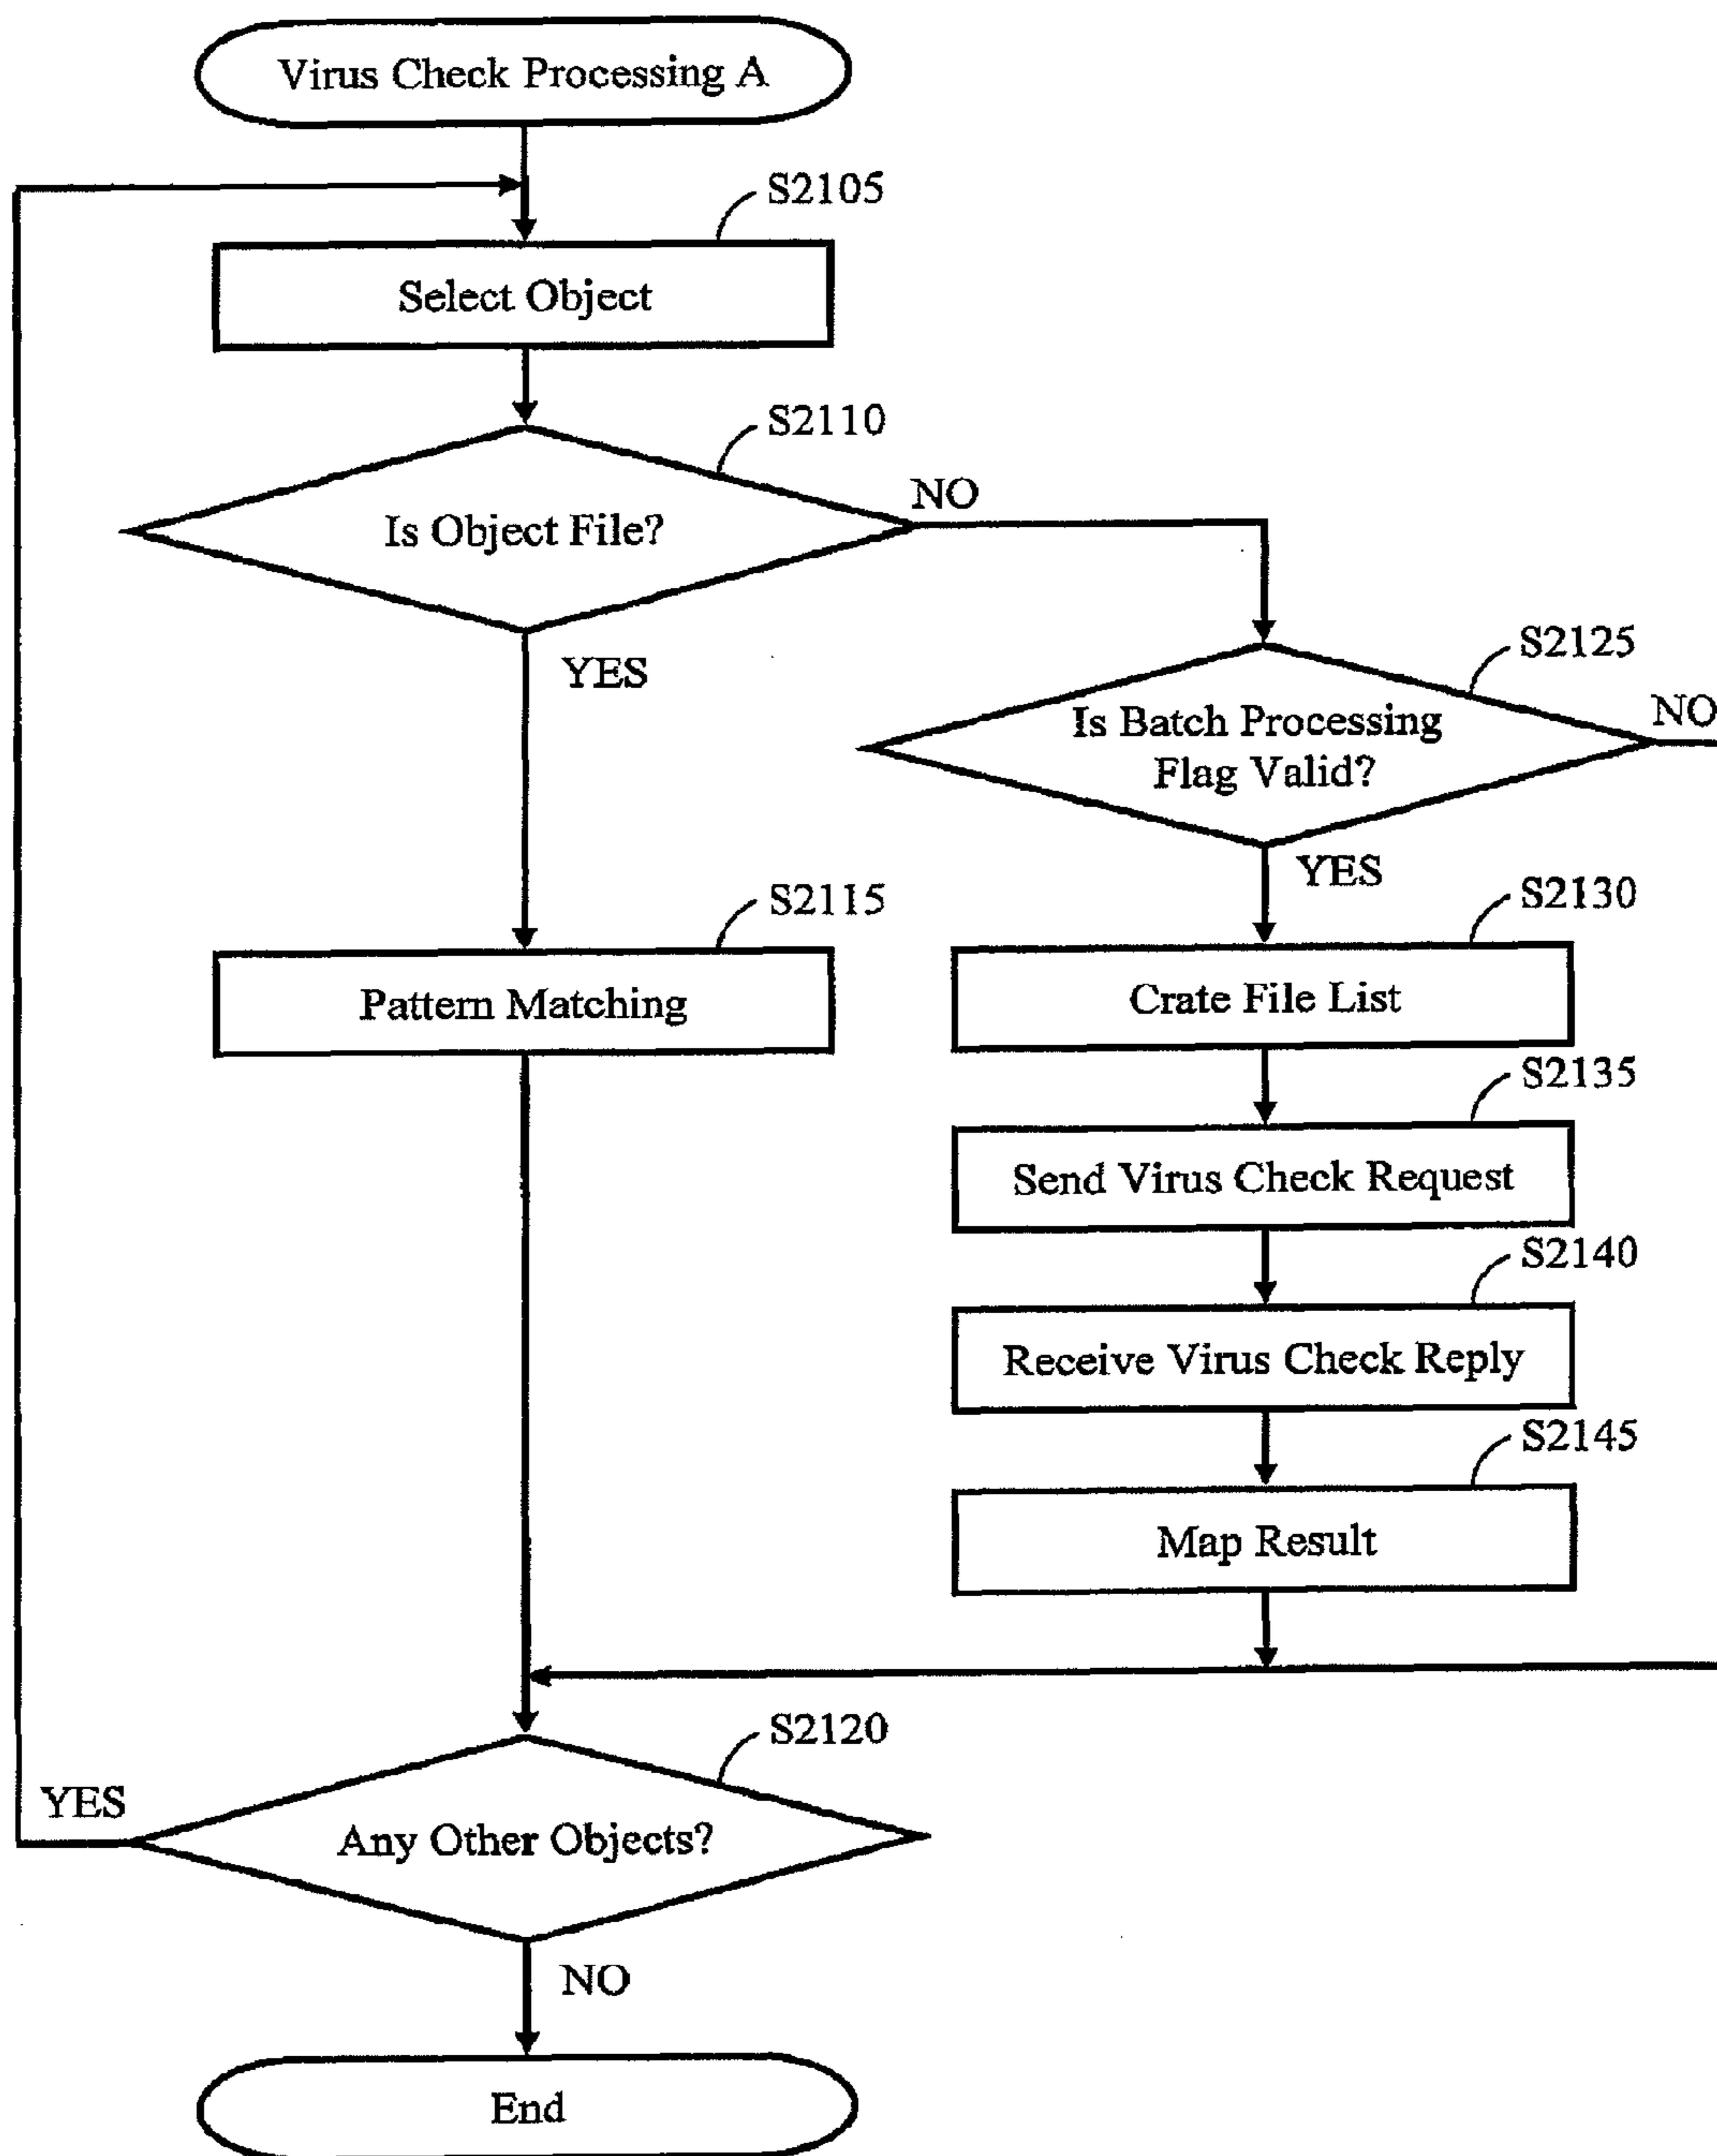 Virus Check Processing A
S2105
Select Object
S2110
Is Object File?
NO
YES
S2125
Is Batch Processing
Flag Valid?
NO
YES
S2115
Pattern Matching
S2130
Crate File List
S2135
Send Virus Check Request
S2140
Receive Virus Check Reply
S2145
Map Result
S2120
Any Other Objects?
YES
NO
End